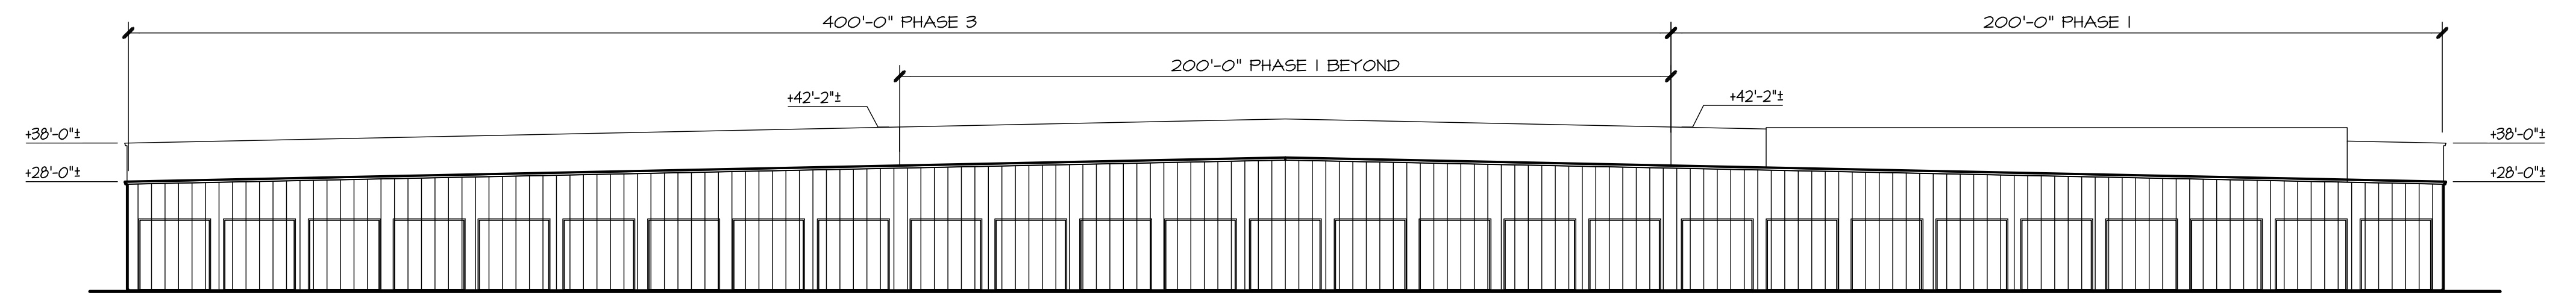 400'-0" PHASE 3
200'-0" PHASE 1
200'-0" PHASE 1 BEYOND
+42'-2"±
+42'-2"±
+38'-0"±
+38'-0"±
+28'-0"±
+28'-0"±